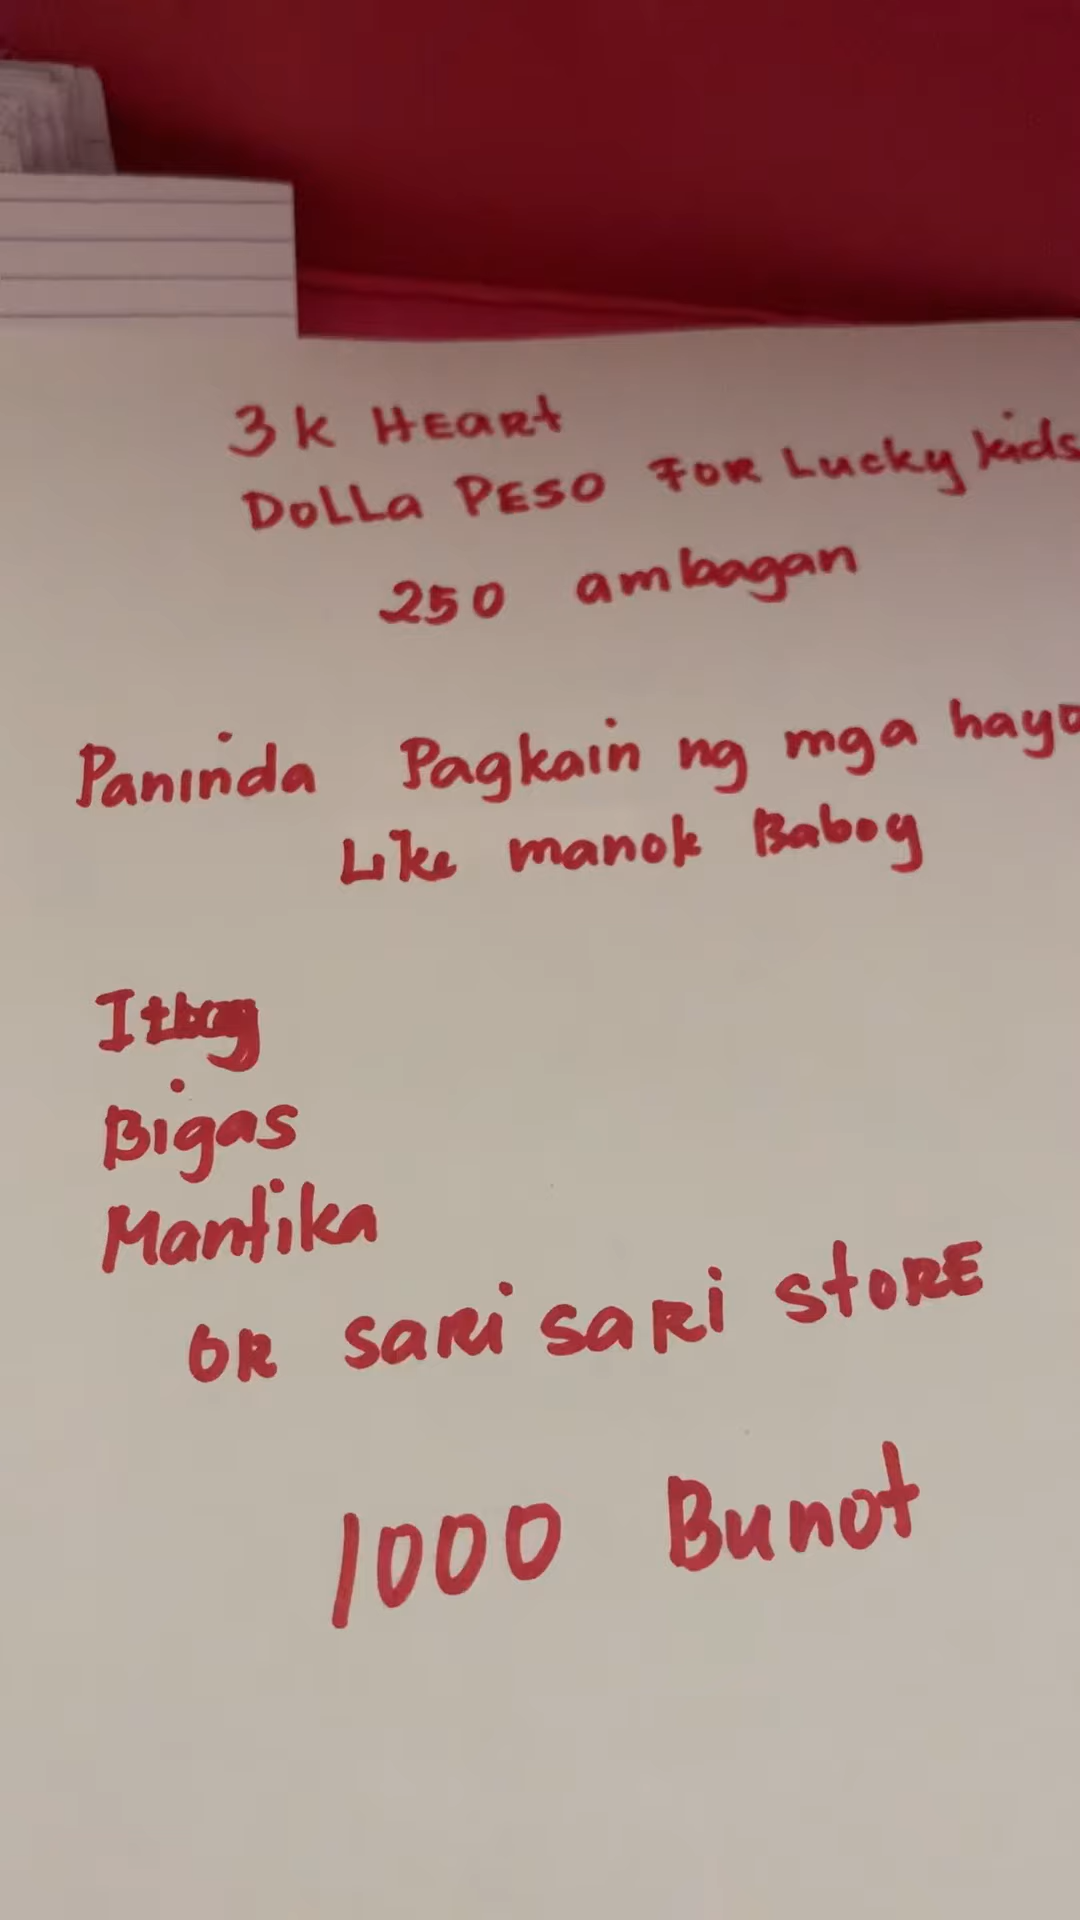 3K HEaRt
DOLLa PESO FOR Lucky kids
250 ambagan
Paninda Pagkain ng mga hayo
Like manok Baboy
Bigas
Mantika
OR saRi saRi stORE
1000 Bunot